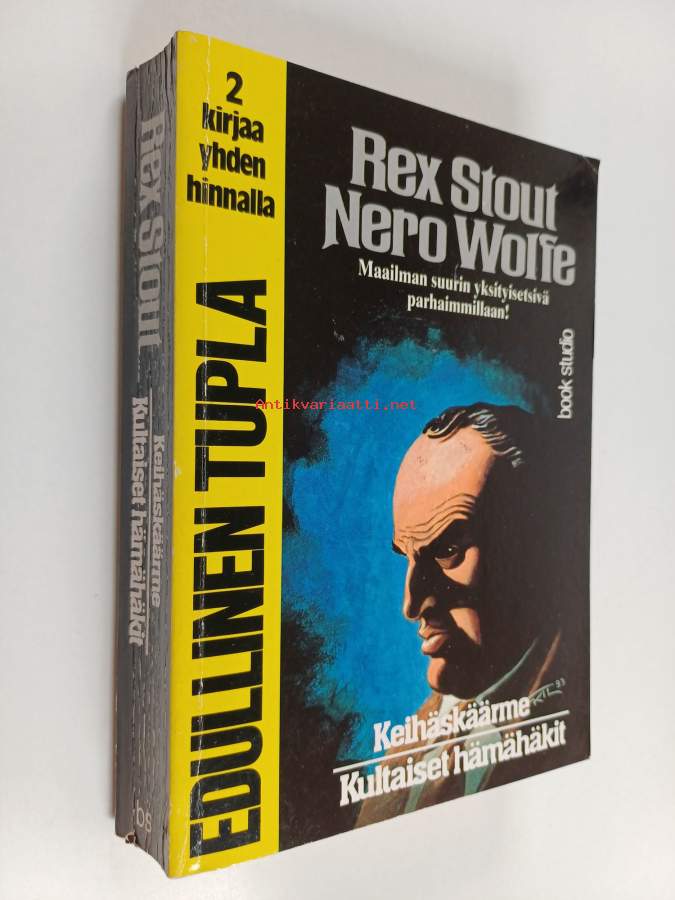 2
kirjaa
yhden
hinnalla
EDULLINEN TUPLA
Rex Stout
Nero Wolfe
Maailman suurin yksityisetsivä
parhaimmillaan!
book studio
Keihäskäärme
Kultaiset hämähäkit
Rex Stout
Keihäskäärme
Kultaiset hämähäkit
bs
Antikvariaatti.net